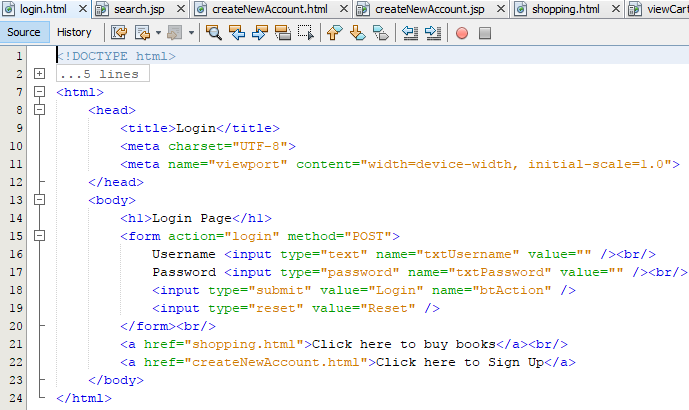 login.html search.jsp createNewAccount.html createNewAccount.jsp shopping.html viewCart
Source History
1 <!DOCTYPE html>
2 ...5 lines
7 <html>
8 <head>
9 <title>Login</title>
10 <meta charset="UTF-8">
11 <meta name="viewport" content="width=device-width, initial-scale=1.0">
12 </head>
13 <body>
14 <h1>Login Page</h1>
15 <form action="login" method="POST">
16 Username <input type="text" name="txtUsername" value="" /><br/>
17 Password <input type="password" name="txtPassword" value="" /><br/>
18 <input type="submit" value="Login" name="btAction" />
19 <input type="reset" value="Reset" />
20 </form><br/>
21 <a href="shopping.html">Click here to buy books</a><br/>
22 <a href="createNewAccount.html">Click here to Sign Up</a>
23 </body>
24 </html>